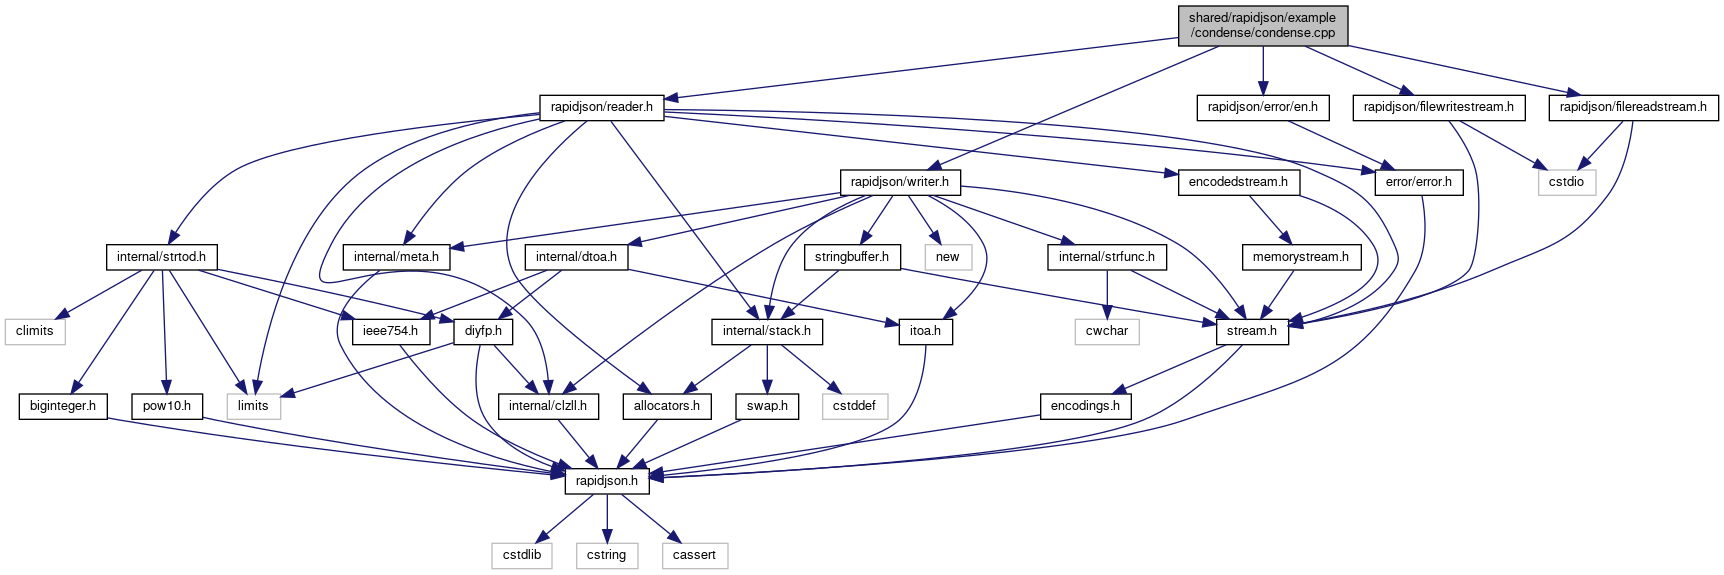 shared/rapidjson/example
/condense/condense.cpp
rapidjson/reader.h
rapidjson/error/en.h
rapidjson/filewritestream.h
rapidjson/filereadstream.h
rapidjson/writer.h
encodedstream.h
error/error.h
cstdio
internal/strtod.h
internal/meta.h
internal/dtoa.h
stringbuffer.h
new
internal/strfunc.h
memorystream.h
climits
ieee754.h
diyfp.h
internal/stack.h
itoa.h
cwchar
stream.h
biginteger.h
pow10.h
limits
internal/clzll.h
allocators.h
swap.h
cstddef
encodings.h
rapidjson.h
cstdlib
cstring
cassert